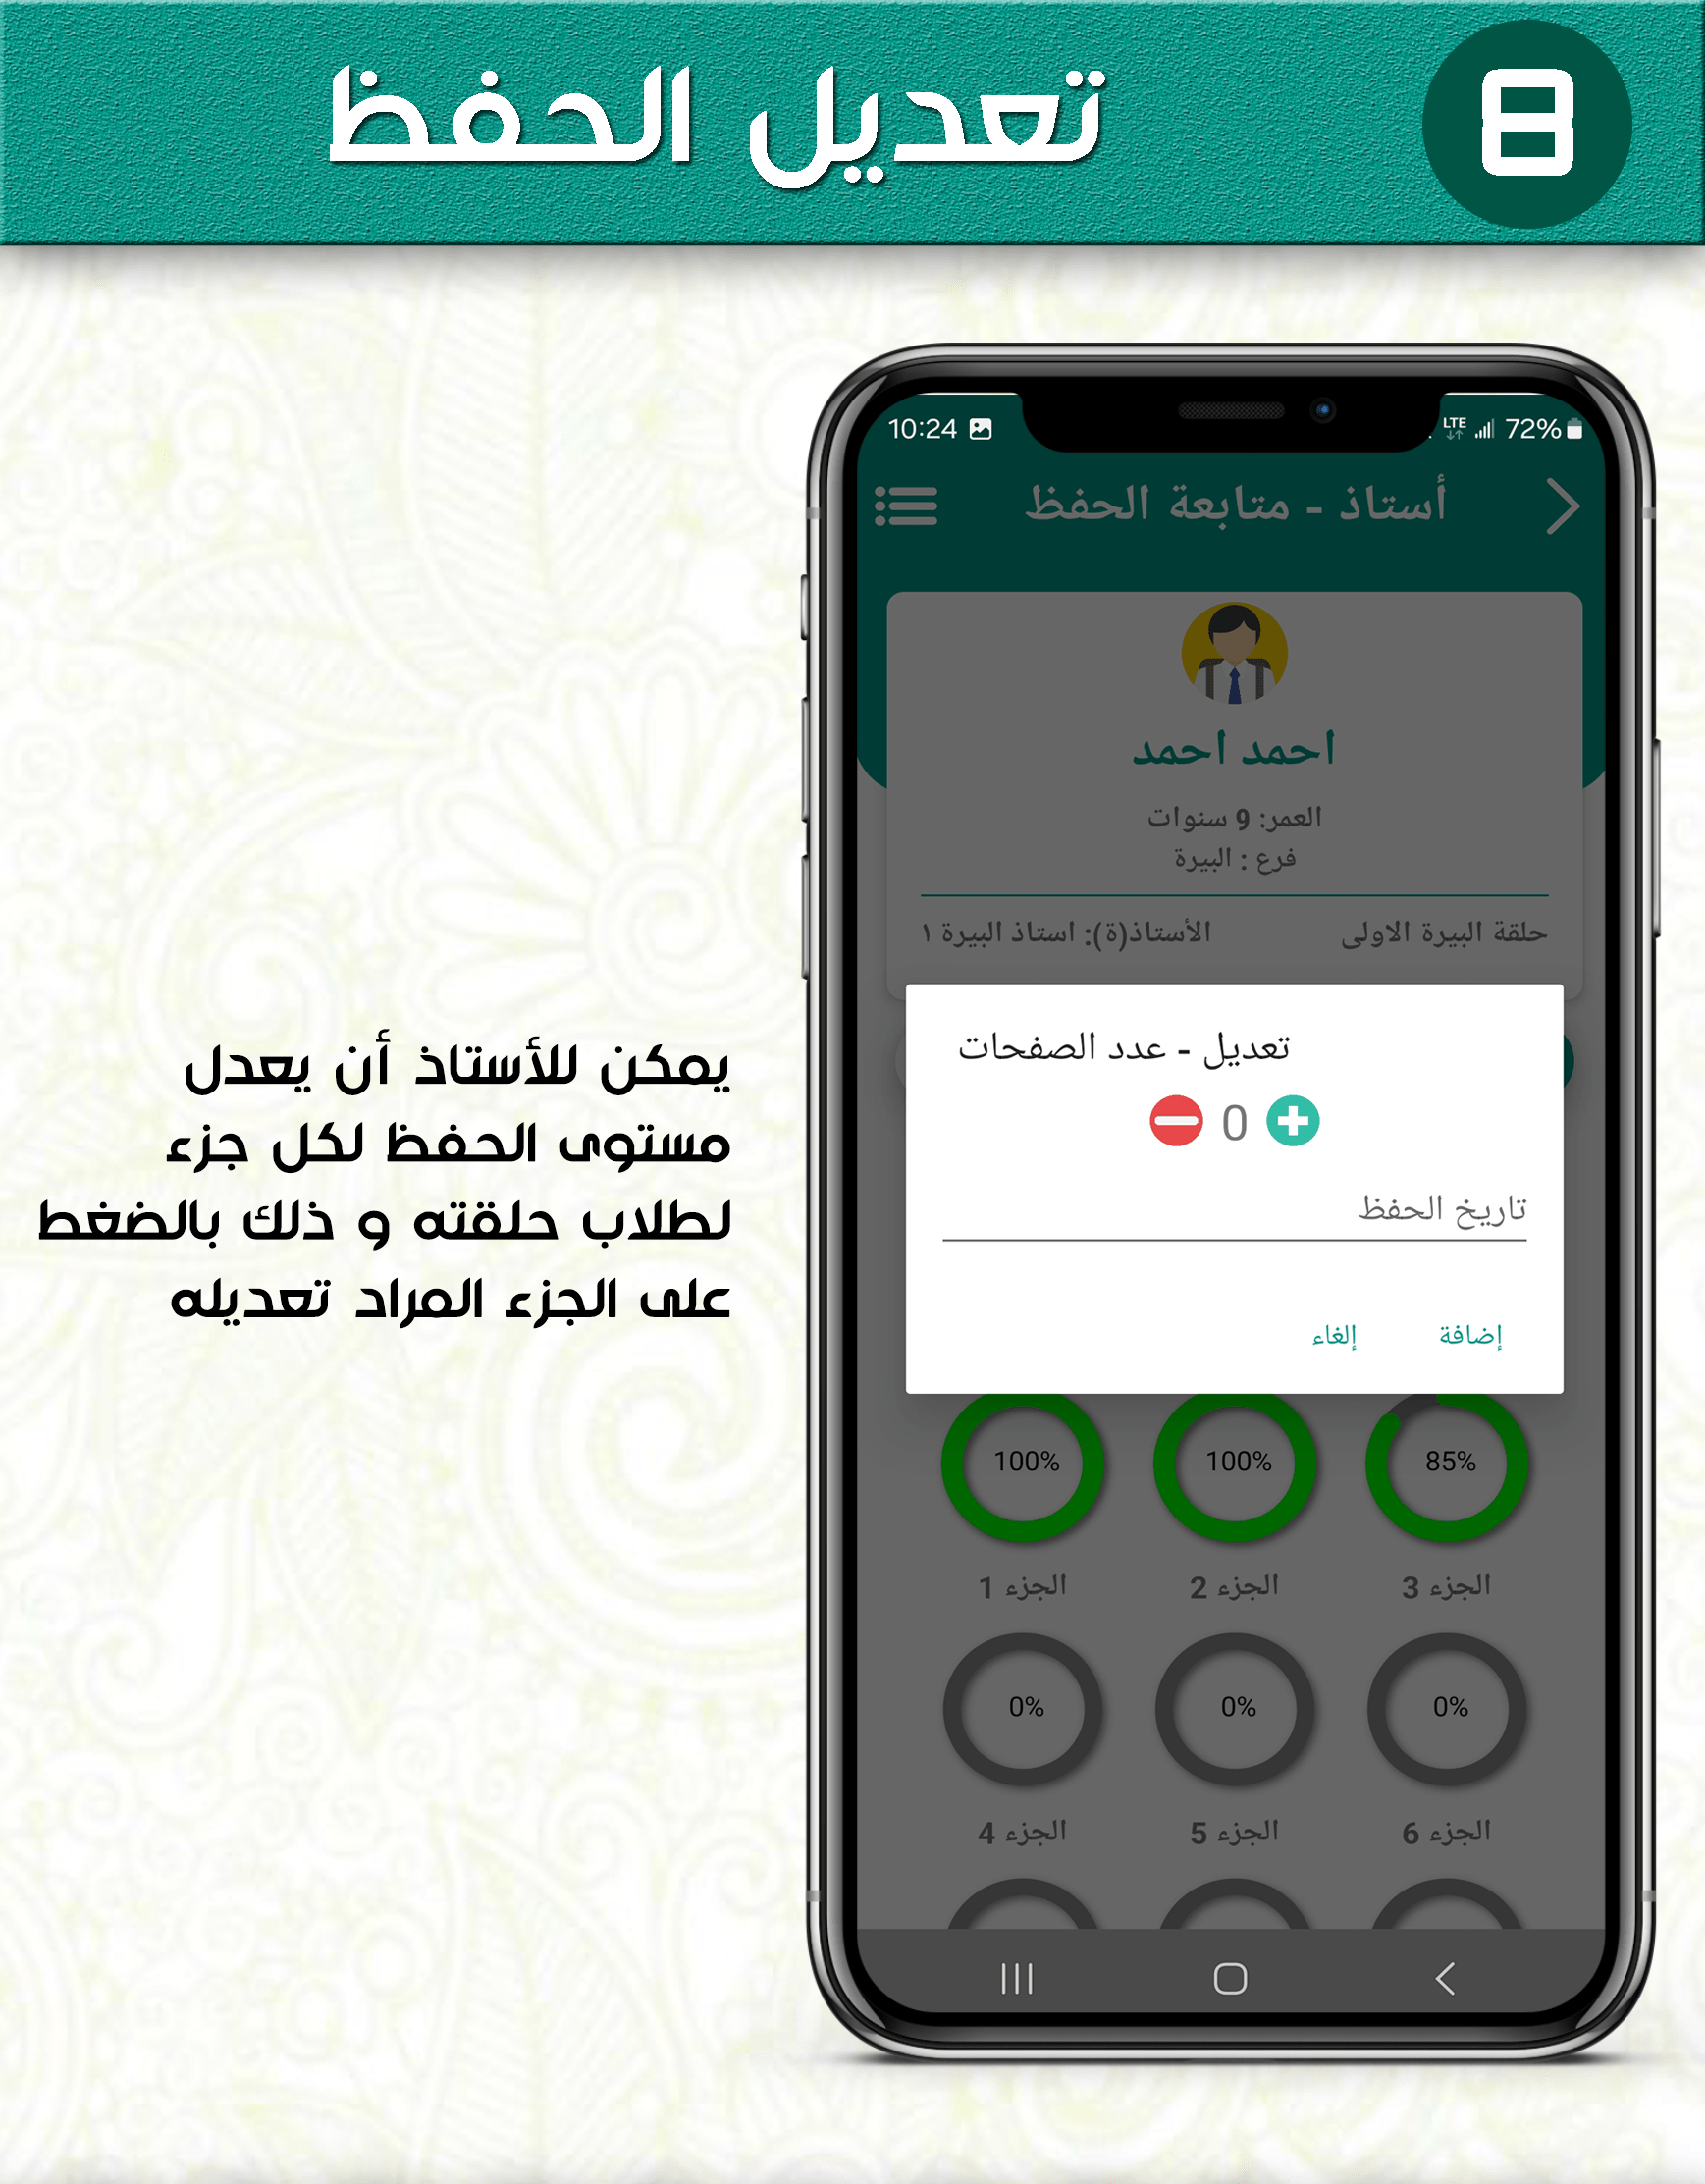 8
تعديل الحفظ
10:24
LTE
72%
أستاذ - متابعة الحفظ
احمد احمد
العمر: 9 سنوات
فرع : البيرة
حلقة البيرة الاولى
الأستاذ(ة): استاذ البيرة ١
تعديل - عدد الصفحات
0
تاريخ الحفظ
إضافة
إلغاء
100%
100%
85%
الجزء 1
الجزء 2
الجزء 3
0%
0%
0%
الجزء 4
الجزء 5
الجزء 6
يمكن للأستاذ أن يعدل
مستوى الحفظ لكل جزء
لطلاب حلقته و ذلك بالضغط
على الجزء المراد تعديله